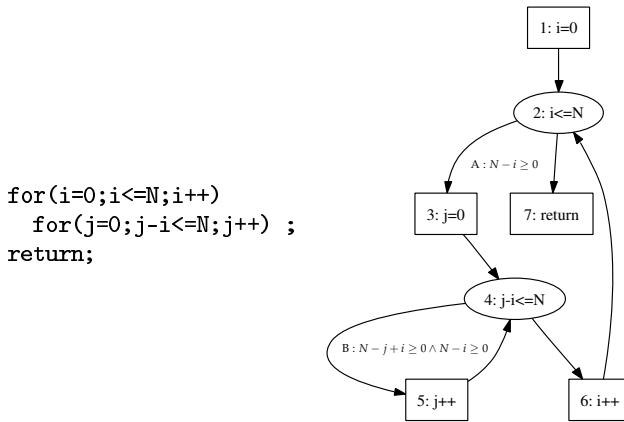 for(i=0;i<=N;i++)
for(j=0;j-i<=N;j++) ;
return;
1: i=0
2: i<=N
A : N − i ≥ 0
3: j=0
7: return
4: j-i<=N
B : N − j + i ≥ 0 ∧ N − i ≥ 0
5: j++
6: i++